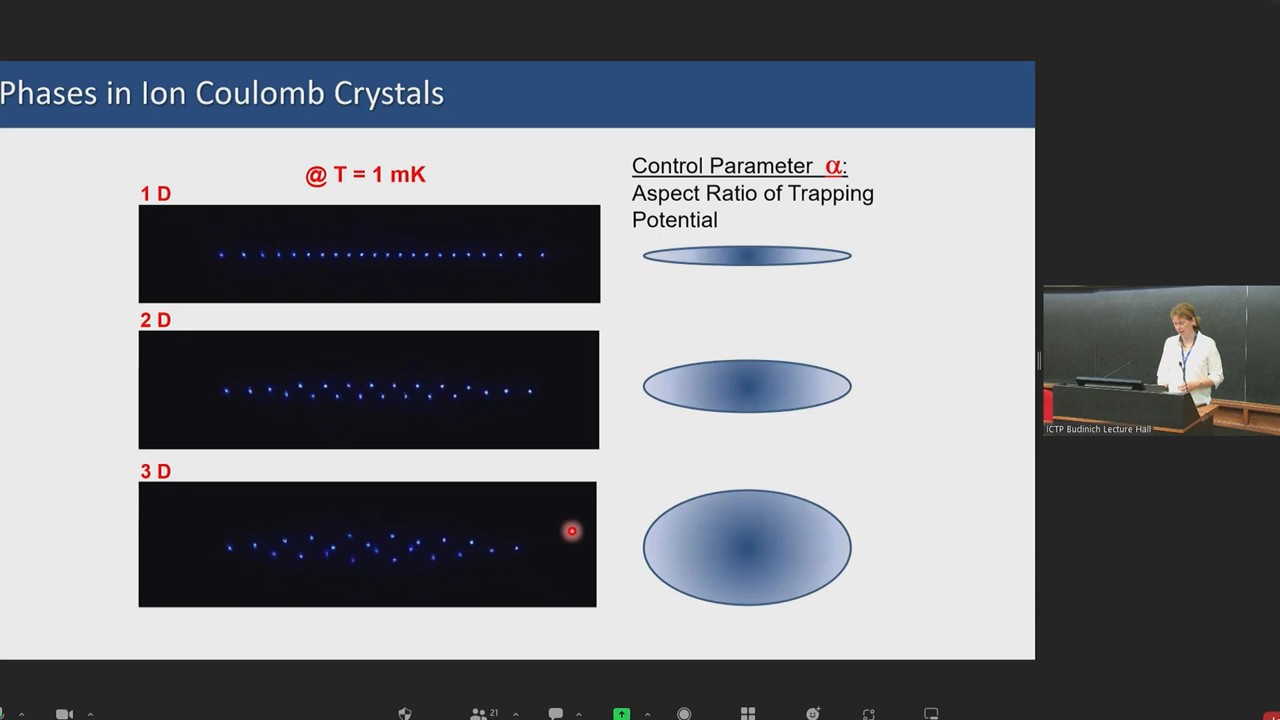 Phases in Ion Coulomb Crystals
@ T = 1 mK
1 D
2 D
3 D
Control Parameter α:
Aspect Ratio of Trapping
Potential
ICTP Budinich Lecture Hall
21